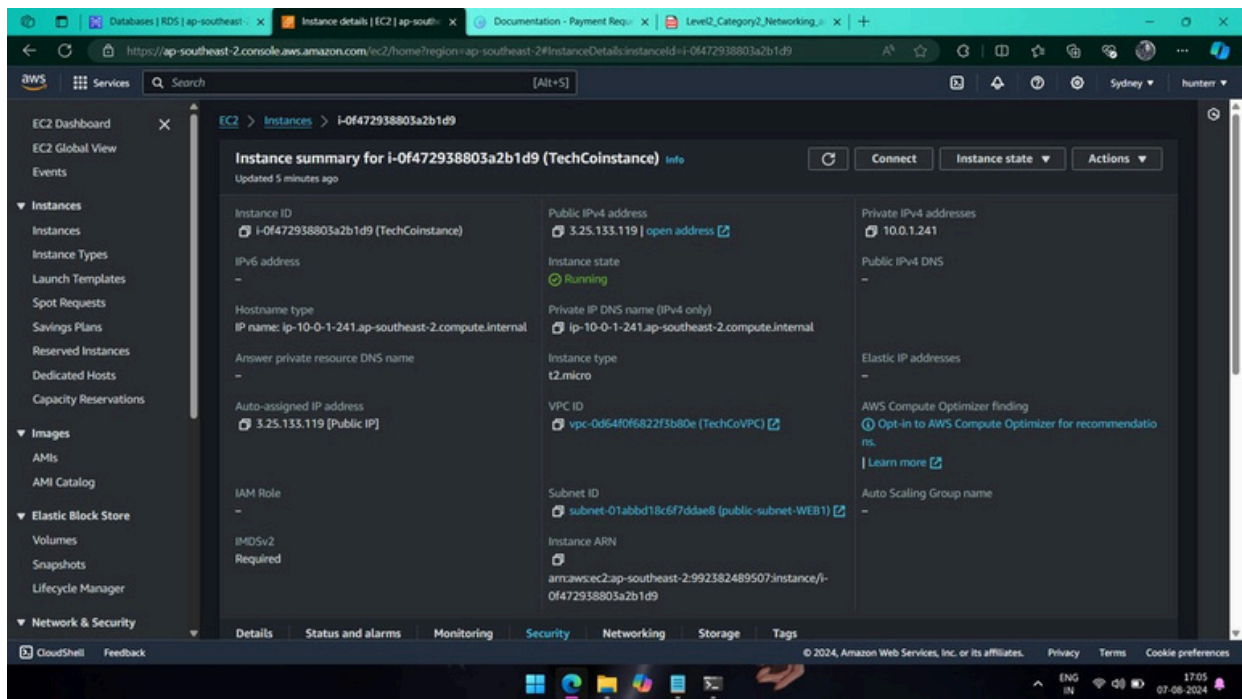 Databases | RDS | ap-southeast-
Instance details | EC2 | ap-south
Documentation - Payment Requ
Level2_Category2_Networking_a
https://ap-southeast-2.console.aws.amazon.com/ec2/home?region=ap-southeast-2#InstanceDetails:instanceId=i-0f472938803a2b1d9
aws
Services
Search
[Alt+S]
Sydney
hunterr
EC2 Dashboard
EC2 Global View
Events
Instances
Instances
Instance Types
Launch Templates
Spot Requests
Savings Plans
Reserved Instances
Dedicated Hosts
Capacity Reservations
Images
AMIs
AMI Catalog
Elastic Block Store
Volumes
Snapshots
Lifecycle Manager
Network & Security
EC2 > Instances > i-0f472938803a2b1d9
Instance summary for i-0f472938803a2b1d9 (TechCoinstance) Info
Updated 5 minutes ago
Connect
Instance state
Actions
Instance ID
i-0f472938803a2b1d9 (TechCoinstance)
Public IPv4 address
3.25.133.119 | open address
Private IPv4 addresses
10.0.1.241
IPv6 address
–
Instance state
Running
Public IPv4 DNS
–
Hostname type
IP name: ip-10-0-1-241.ap-southeast-2.compute.internal
Private IP DNS name (IPv4 only)
ip-10-0-1-241.ap-southeast-2.compute.internal
Answer private resource DNS name
–
Instance type
t2.micro
Elastic IP addresses
–
Auto-assigned IP address
3.25.133.119 [Public IP]
VPC ID
vpc-0d64f0f6822f3b80e (TechCoVPC)
AWS Compute Optimizer finding
Opt-in to AWS Compute Optimizer for recommendatio
ns.
| Learn more
IAM Role
–
Subnet ID
subnet-01abbd18c6f7ddae8 (public-subnet-WEB1)
Auto Scaling Group name
–
IMDSv2
Required
Instance ARN
arn:aws:ec2:ap-southeast-2:992382489507:instance/i-
0f472938803a2b1d9
Details
Status and alarms
Monitoring
Security
Networking
Storage
Tags
CloudShell
Feedback
© 2024, Amazon Web Services, Inc. or its affiliates.
Privacy
Terms
Cookie preferences
ENG
IN
17:05
07-08-2024